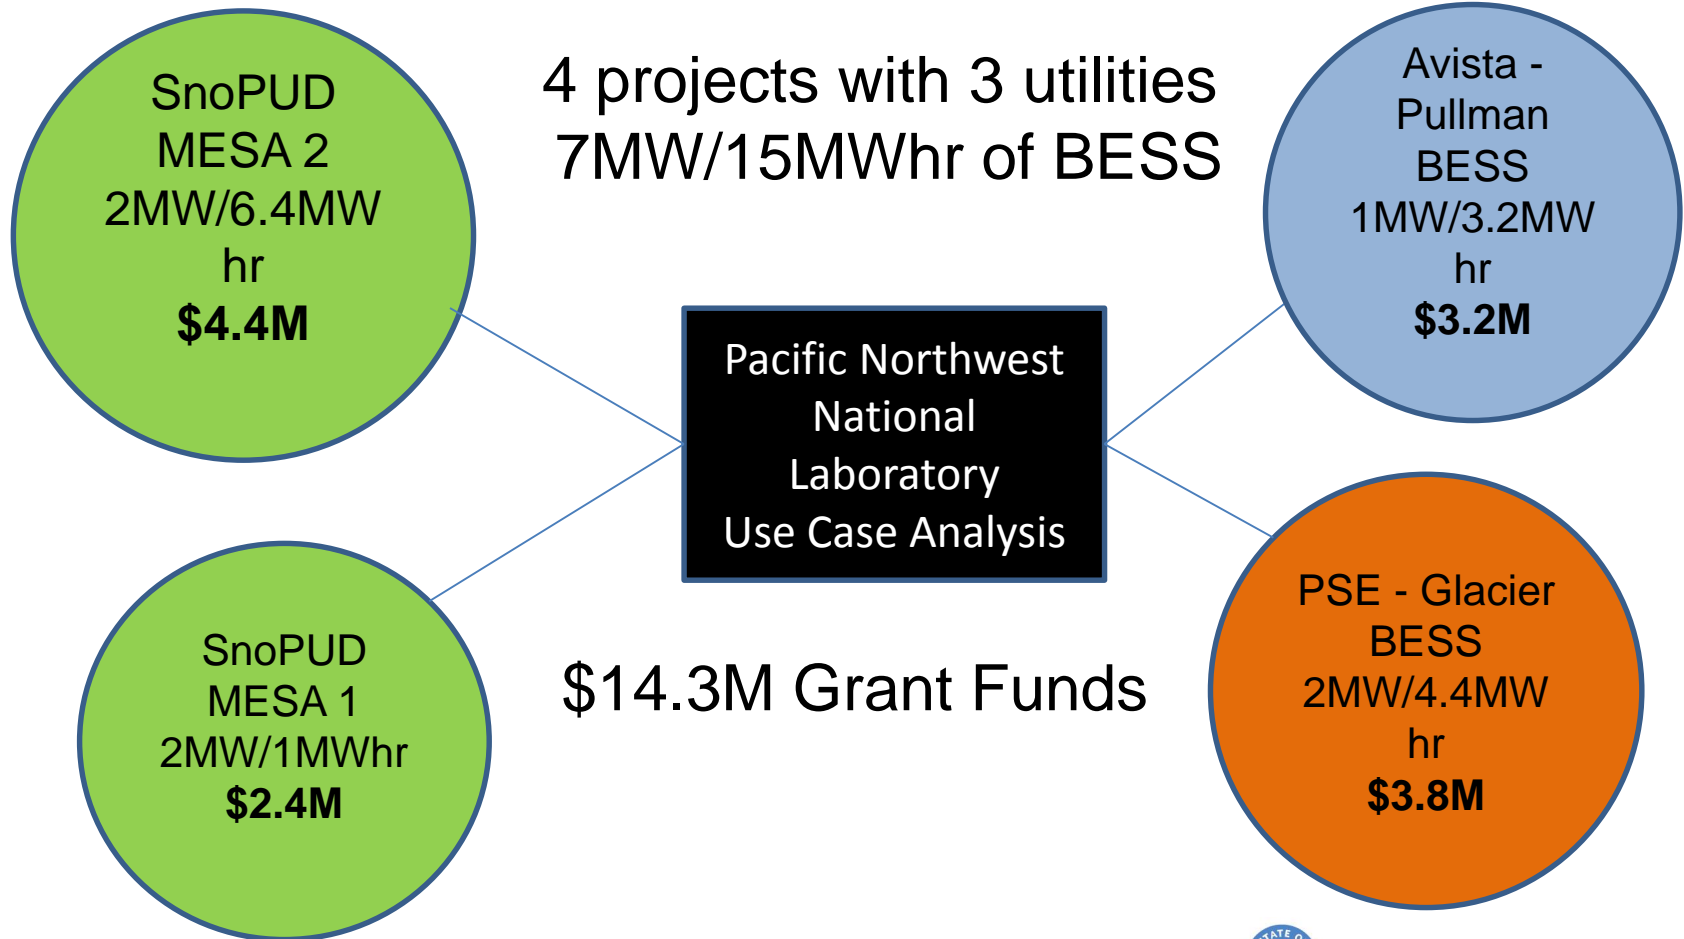 SnoPUD
MESA 2
2MW/6.4MW
hr
$4.4M
4 projects with 3 utilities
7MW/15MWhr of BESS
Avista -
Pullman
BESS
1MW/3.2MW
hr
$3.2M
Pacific Northwest
National
Laboratory
Use Case Analysis
SnoPUD
MESA 1
2MW/1MWhr
$2.4M
$14.3M Grant Funds
PSE - Glacier
BESS
2MW/4.4MW
hr
$3.8M
STATE O